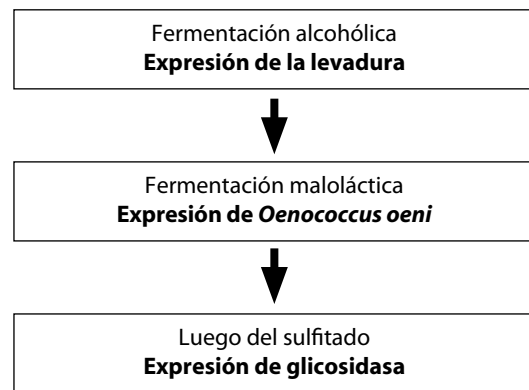 Fermentación alcohólica
Expresión de la levadura
Fermentación maloláctica
Expresión de Oenococcus oeni
Luego del sulfitado
Expresión de glicosidasa